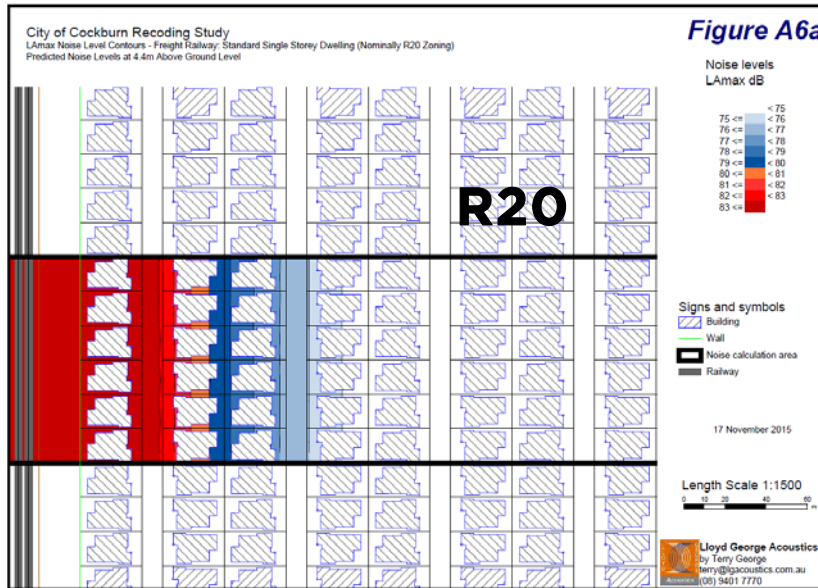 City of Cockburn Recoding Study
LAmax Noise Level Contours - Freight Railway: Standard Single Storey Dwelling (Nominally R20 Zoning)
Predicted Noise Levels at 4.4m Above Ground Level
Figure A6a
Noise levels
LAmax dB
< 75
75 <= < 76
76 <= < 77
77 <= < 78
78 <= < 79
79 <= < 80
80 <= < 81
81 <= < 82
82 <= < 83
83 <=
R20
Signs and symbols
Building
Wall
Noise calculation area
Railway
17 November 2015
Length Scale 1:1500
0 10 20 40 60
m
Lloyd George Acoustics
by Terry George
terry@lgacoustics.com.au
(08) 9401 7770
Acoustics